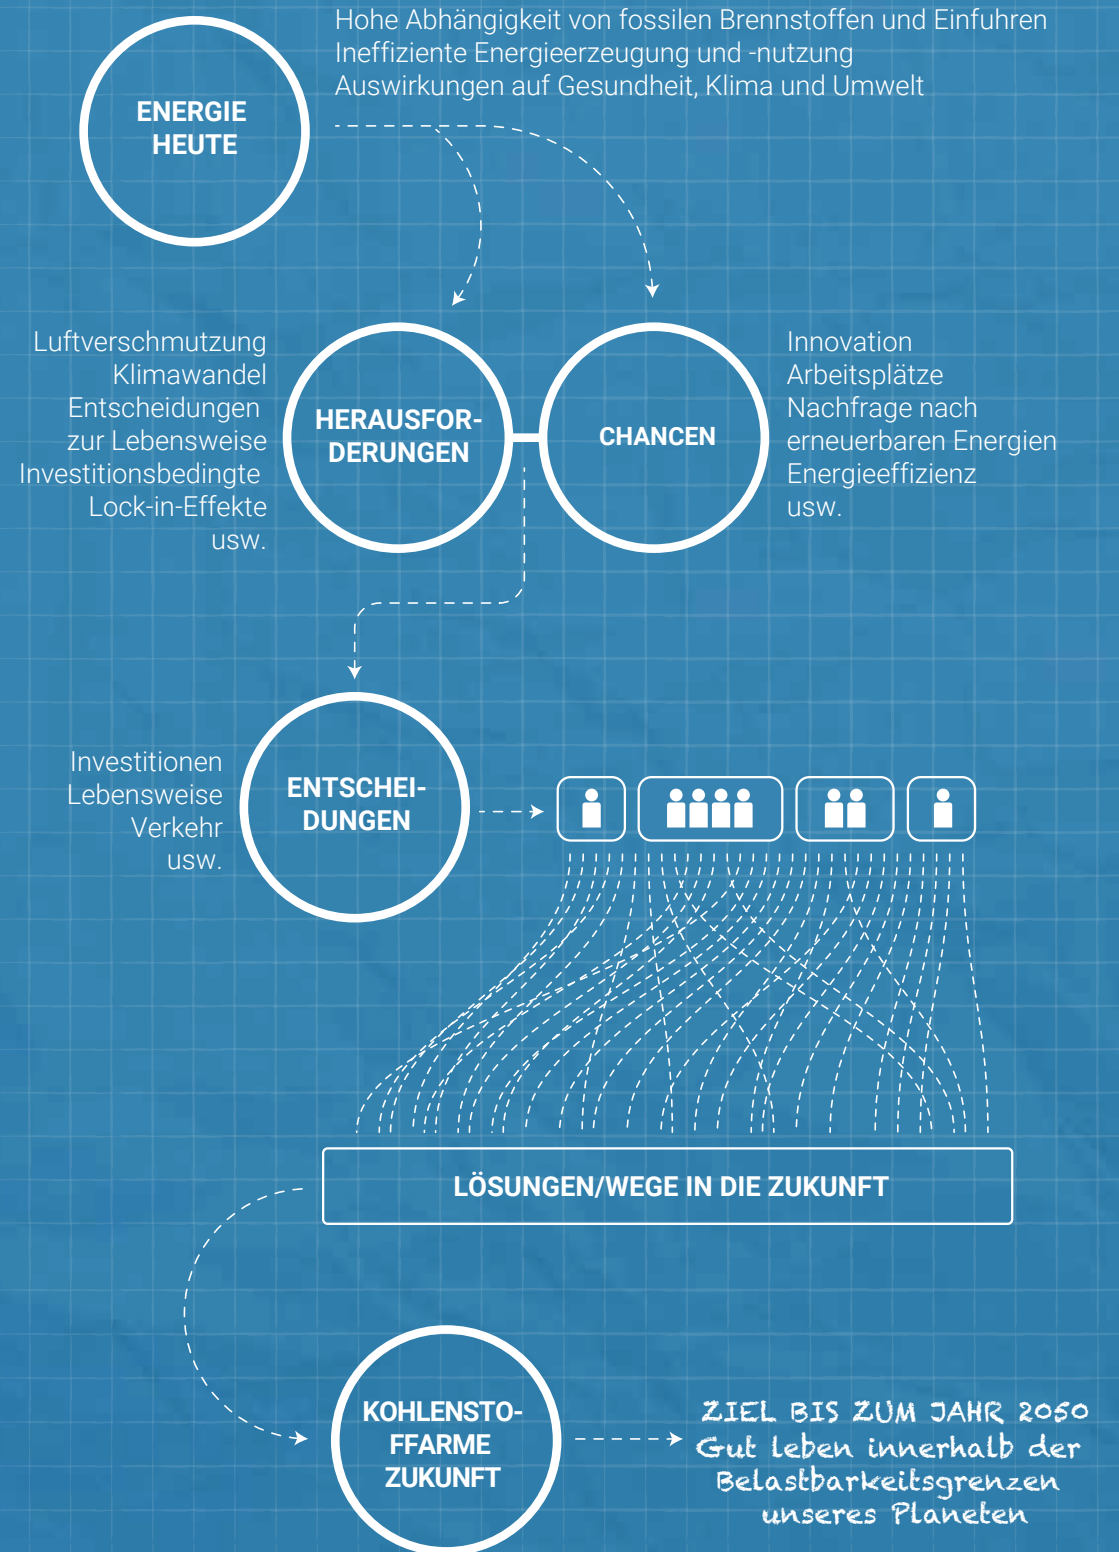 Hohe Abhängigkeit von fossilen Brennstoffen und Einfuhren
Ineffiziente Energieerzeugung und -nutzung
Auswirkungen auf Gesundheit, Klima und Umwelt
ENERGIE
HEUTE
Luftverschmutzung
Klimawandel
Entscheidungen
zur Lebensweise
Investitionsbedingte
Lock-in-Effekte
usw.
HERAUSFOR-
DERUNGEN
CHANCEN
Innovation
Arbeitsplätze
Nachfrage nach
erneuerbaren Energien
Energieeffizienz
usw.
Investitionen
Lebensweise
Verkehr
usw.
ENTSCHEI-
DUNGEN
LÖSUNGEN/WEGE IN DIE ZUKUNFT
KOHLENSTO-
FFARME
ZUKUNFT
ZIEL BIS ZUM JAHR 2050
Gut leben innerhalb der
Belastbarkeitsgrenzen
unseres Planeten